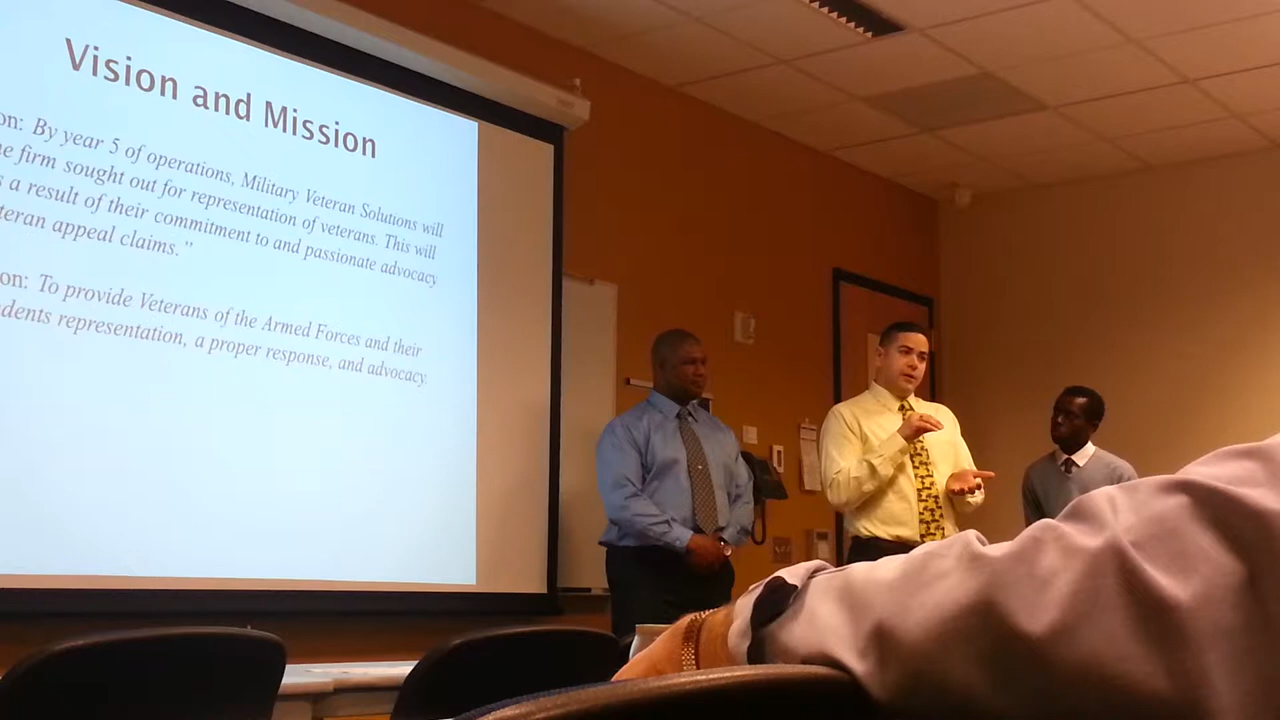 Vision and Mission
on: By year 5 of operations, Military Veteran Solutions will
e firm sought out for representation of veterans. This will
s a result of their commitment to and passionate advocacy
teran appeal claims.”
on: To provide Veterans of the Armed Forces and their
dents representation, a proper response, and advocacy.